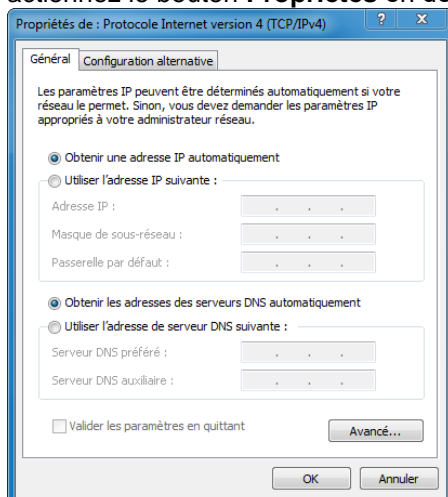 Propriétés de : Protocole Internet version 4 (TCP/IPv4)
Général
Configuration alternative
Les paramètres IP peuvent être déterminés automatiquement si votre
réseau le permet. Sinon, vous devez demander les paramètres IP
appropriés à votre administrateur réseau.
Obtenir une adresse IP automatiquement
Utiliser l'adresse IP suivante :
Adresse IP :
Masque de sous-réseau :
Passerelle par défaut :
Obtenir les adresses des serveurs DNS automatiquement
Utiliser l'adresse de serveur DNS suivante :
Serveur DNS préféré :
Serveur DNS auxiliaire :
Valider les paramètres en quittant
Avancé...
OK
Annuler